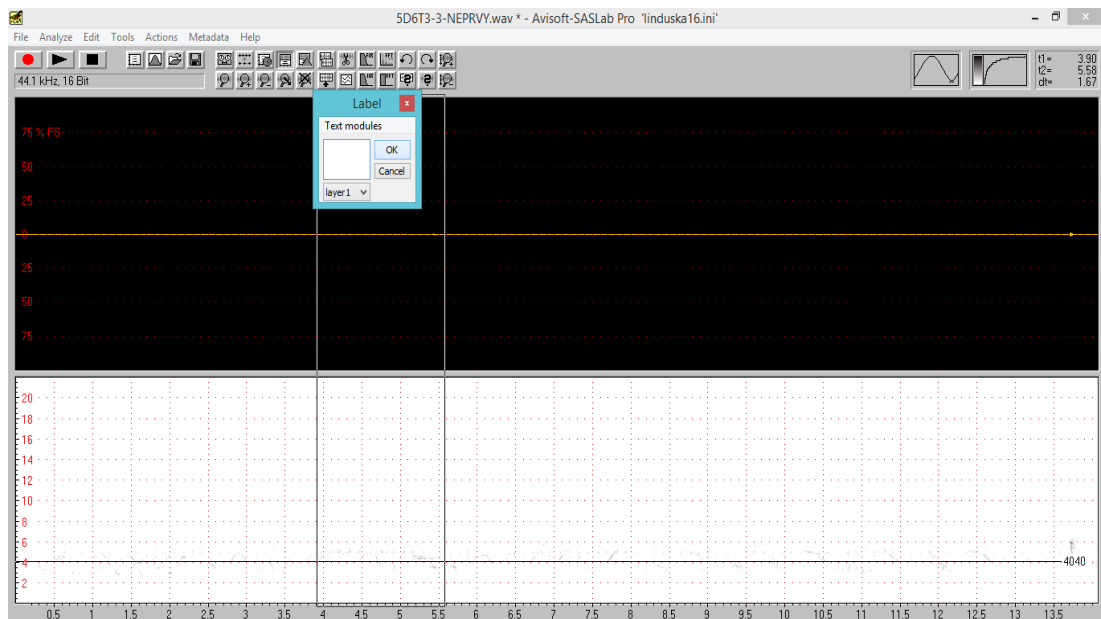 5D6T3-3-NEPRVY.wav * - Avisoft-SASLab Pro 'linduska16.ini'
File Analyze Edit Tools Actions Metadata Help
44.1 kHz, 16 Bit
t1= 3.90
t2= 5.58
dt= 1.67
Label
Text modules
OK
Cancel
layer1
75 % FS
50
25
0
25
50
75
20
18
16
14
12
10
8
6
4
2
4040
0.5 1 1.5 2 2.5 3 3.5 4 4.5 5 5.5 6 6.5 7 7.5 8 8.5 9 9.5 10 10.5 11 11.5 12 12.5 13 13.5